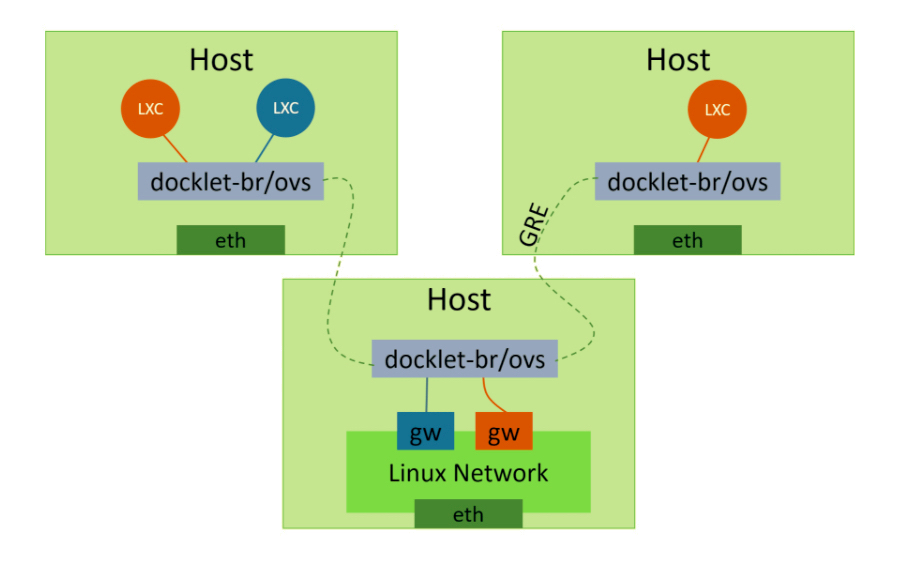 Host
LXC
LXC
docklet-br/ovs
eth
Host
LXC
docklet-br/ovs
eth
GRE
Host
docklet-br/ovs
gw
gw
Linux Network
eth